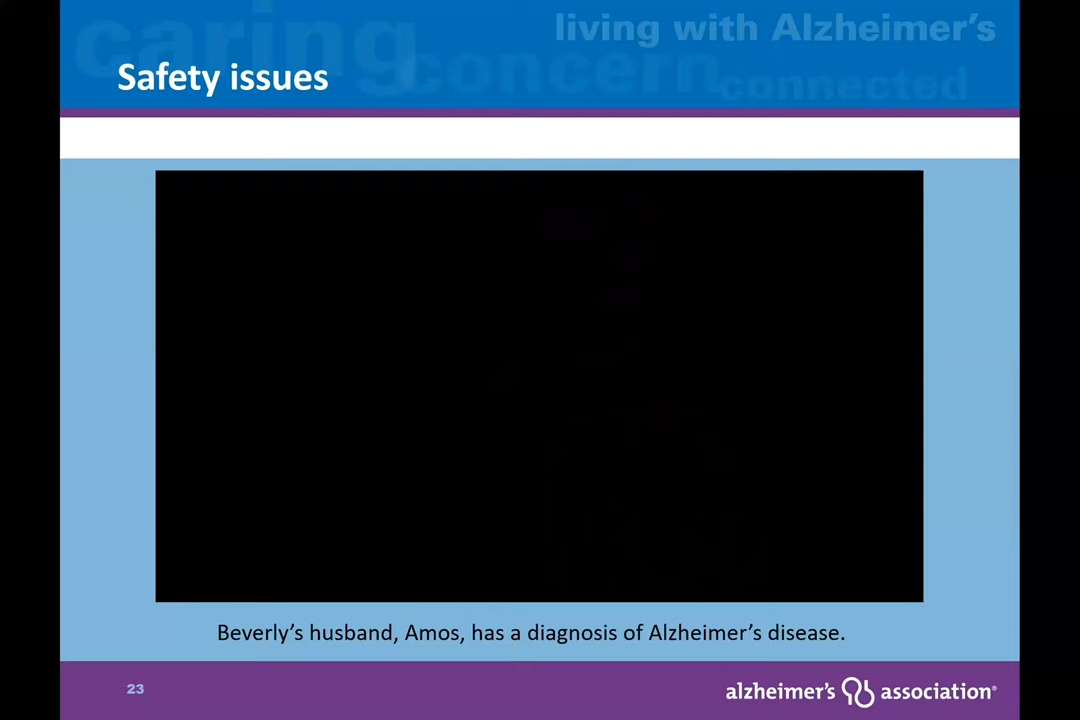 living with Alzheimer's
caring
concern
connected
Safety issues
Beverly's husband, Amos, has a diagnosis of Alzheimer's disease.
23
alzheimer's association®